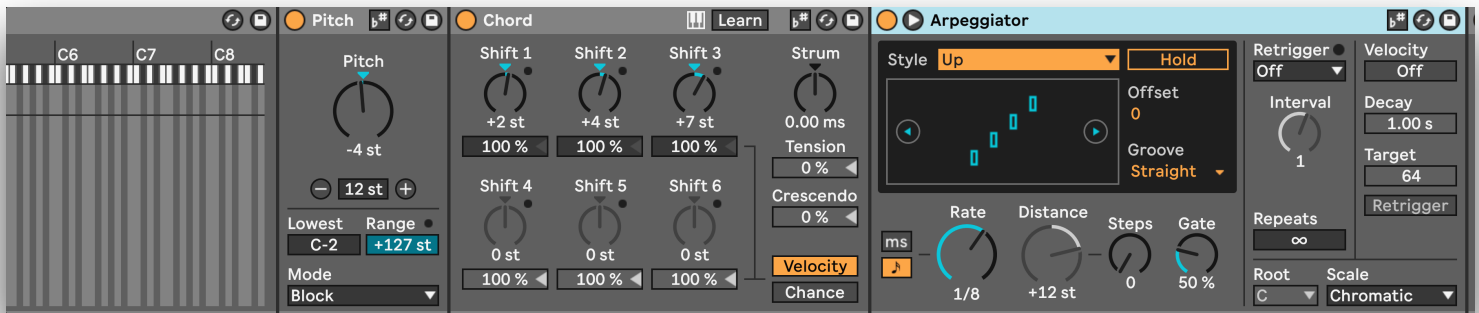 C6 C7 C8
Pitch
Pitch
-4 st
12 st
Lowest Range
C-2 +127 st
Mode
Block
Chord Learn
Shift 1 Shift 2 Shift 3 Strum
+2 st +4 st +7 st 0.00 ms
100 % 100 % 100 % Tension
0 %
Shift 4 Shift 5 Shift 6 Crescendo
0 %
0 st 0 st 0 st
100 % 100 % 100 % Velocity
Chance
Arpeggiator
Style Up Hold
Offset
0
Groove
Straight
Rate Distance Steps Gate
ms
1/8 +12 st 0 50 %
Retrigger Velocity
Off Off
Interval Decay
1.00 s
1 Target
64
Retrigger
Repeats
∞
Root Scale
C Chromatic